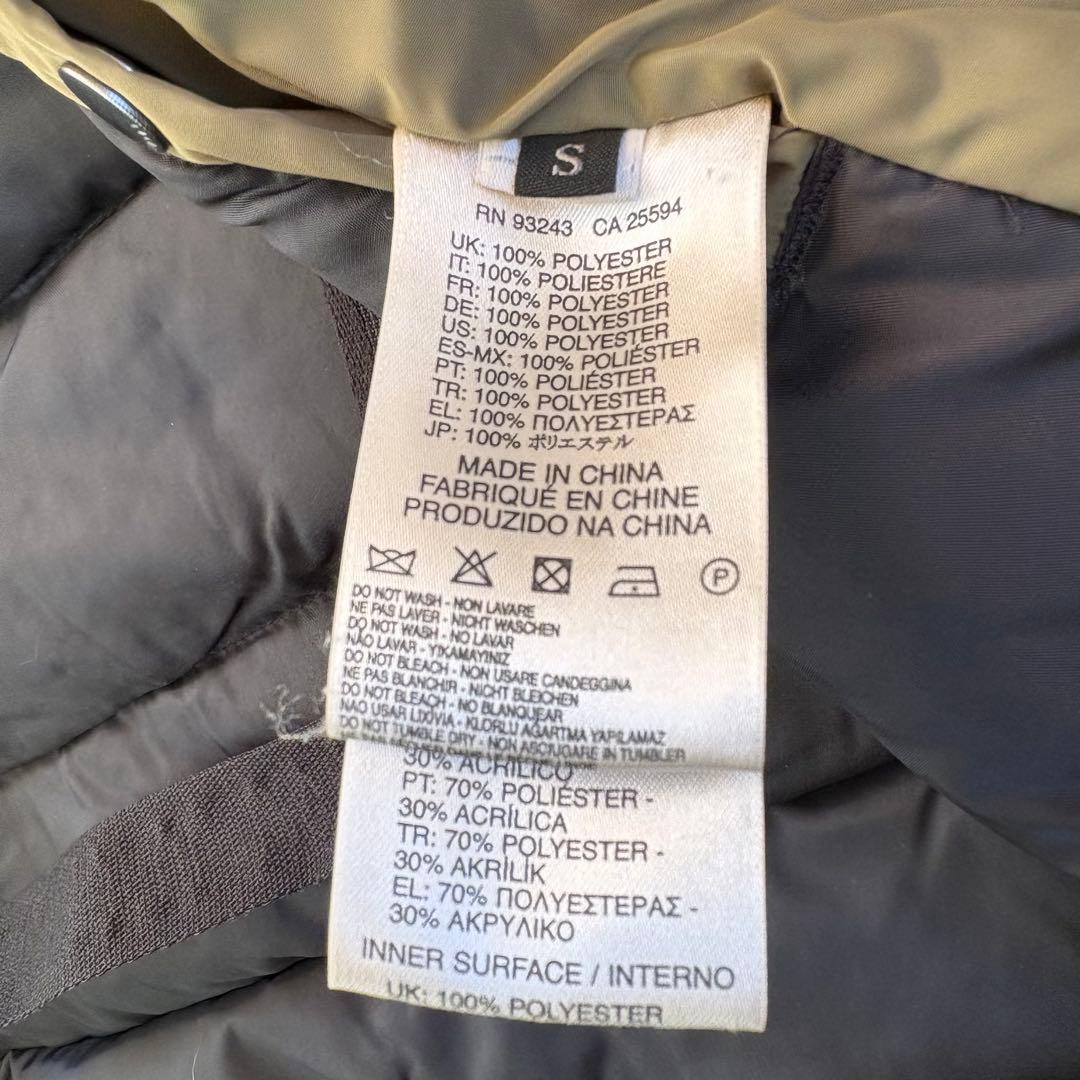 S
RN 93243 CA 25594
UK: 100% POLYESTER
IT: 100% POLIESTERE
FR: 100% POLYESTER
DE: 100% POLYESTER
US: 100% POLYESTER
ES-MX: 100% POLIÉSTER
PT: 100% POLIÉSTER
TR: 100% POLYESTER
EL: 100% ΠΟΛΥΕΣΤΕΡΑΣ
JP: 100% ポリエステル
MADE IN CHINA
FABRIQUÉ EN CHINE
PRODUZIDO NA CHINA
P
DO NOT WASH - NON LAVARE
NE PAS LAVER - NICHT WASCHEN
DO NOT WASH - NO LAVAR
NÃO LAVAR - YIKAMAYINIZ
DO NOT BLEACH - NON USARE CANDEGGINA
NE PAS BLANCHIR - NICHT BLEICHEN
DO NOT BLEACH - NO BLANQUEAR
NÃO USAR LIXÍVIA - KLORLU AĞARTMA YAPILAMAZ
DO NOT TUMBLE DRY - NON ASCIUGARE IN TUMBLER
30% ACRÍLICO
PT: 70% POLIÉSTER -
30% ACRÍLICA
TR: 70% POLYESTER -
30% AKRİLİK
EL: 70% ΠΟΛΥΕΣΤΕΡΑΣ -
30% ΑΚΡΥΛΙΚΟ
INNER SURFACE / INTERNO
UK: 100% POLYESTER